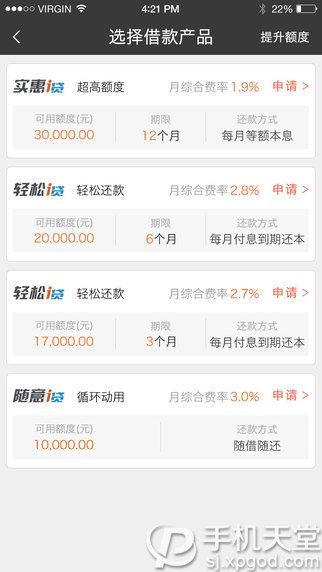 VIRGIN 4:21 PM 22%
选择借款产品 提升额度
实惠i贷 超高额度 月综合费率1.9% 申请 >
可用额度(元) 期限 还款方式
30,000.00 12个月 每月等额本息
轻松i贷 轻松还款 月综合费率2.8% 申请 >
可用额度(元) 期限 还款方式
20,000.00 6个月 每月付息到期还本
轻松i贷 轻松还款 月综合费率2.7% 申请 >
可用额度(元) 期限 还款方式
17,000.00 3个月 每月付息到期还本
随意i贷 循环动用 月综合费率3.0% 申请 >
可用额度(元) 还款方式
10,000.00 随借随还
手机天堂
sj.xpgod.com